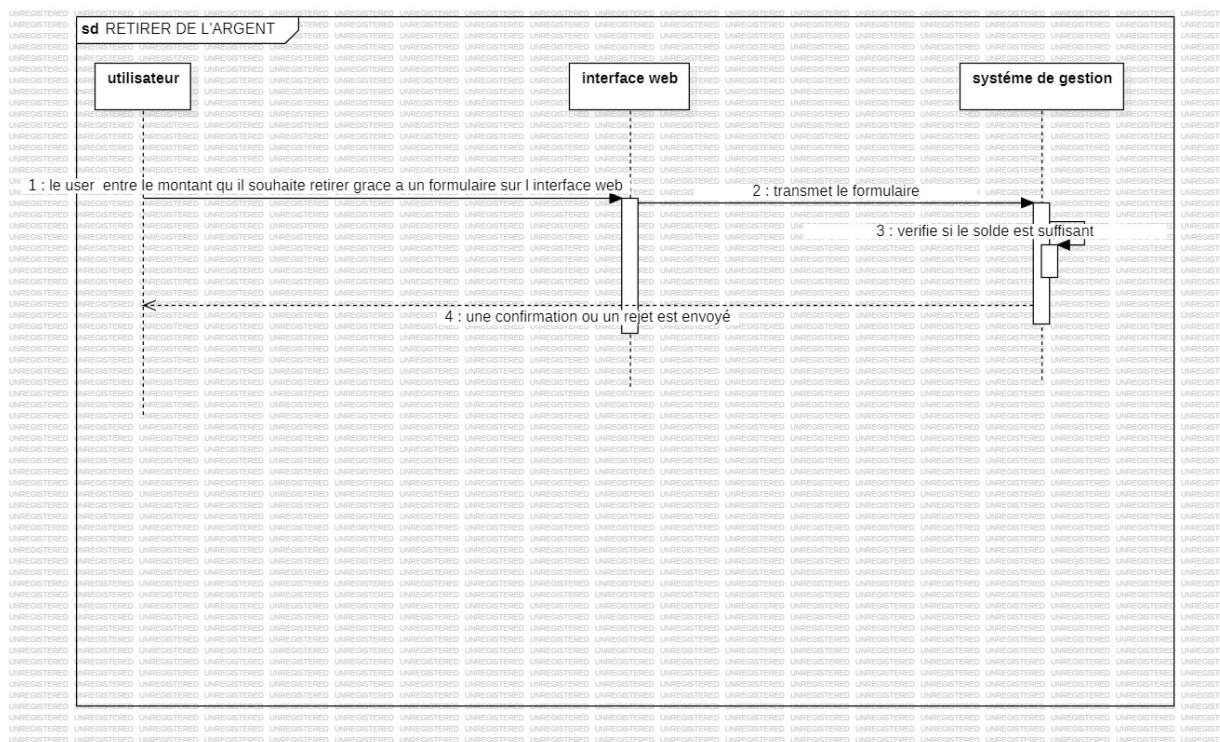 sd RETIRER DE L'ARGENT
utilisateur
interface web
systéme de gestion
1 : le user  entre le montant qu il souhaite retirer grace a un formulaire sur l interface web
2 : transmet le formulaire
3 : verifie si le solde est suffisant
4 : une confirmation ou un rejet est envoyé
UNREGISTERED